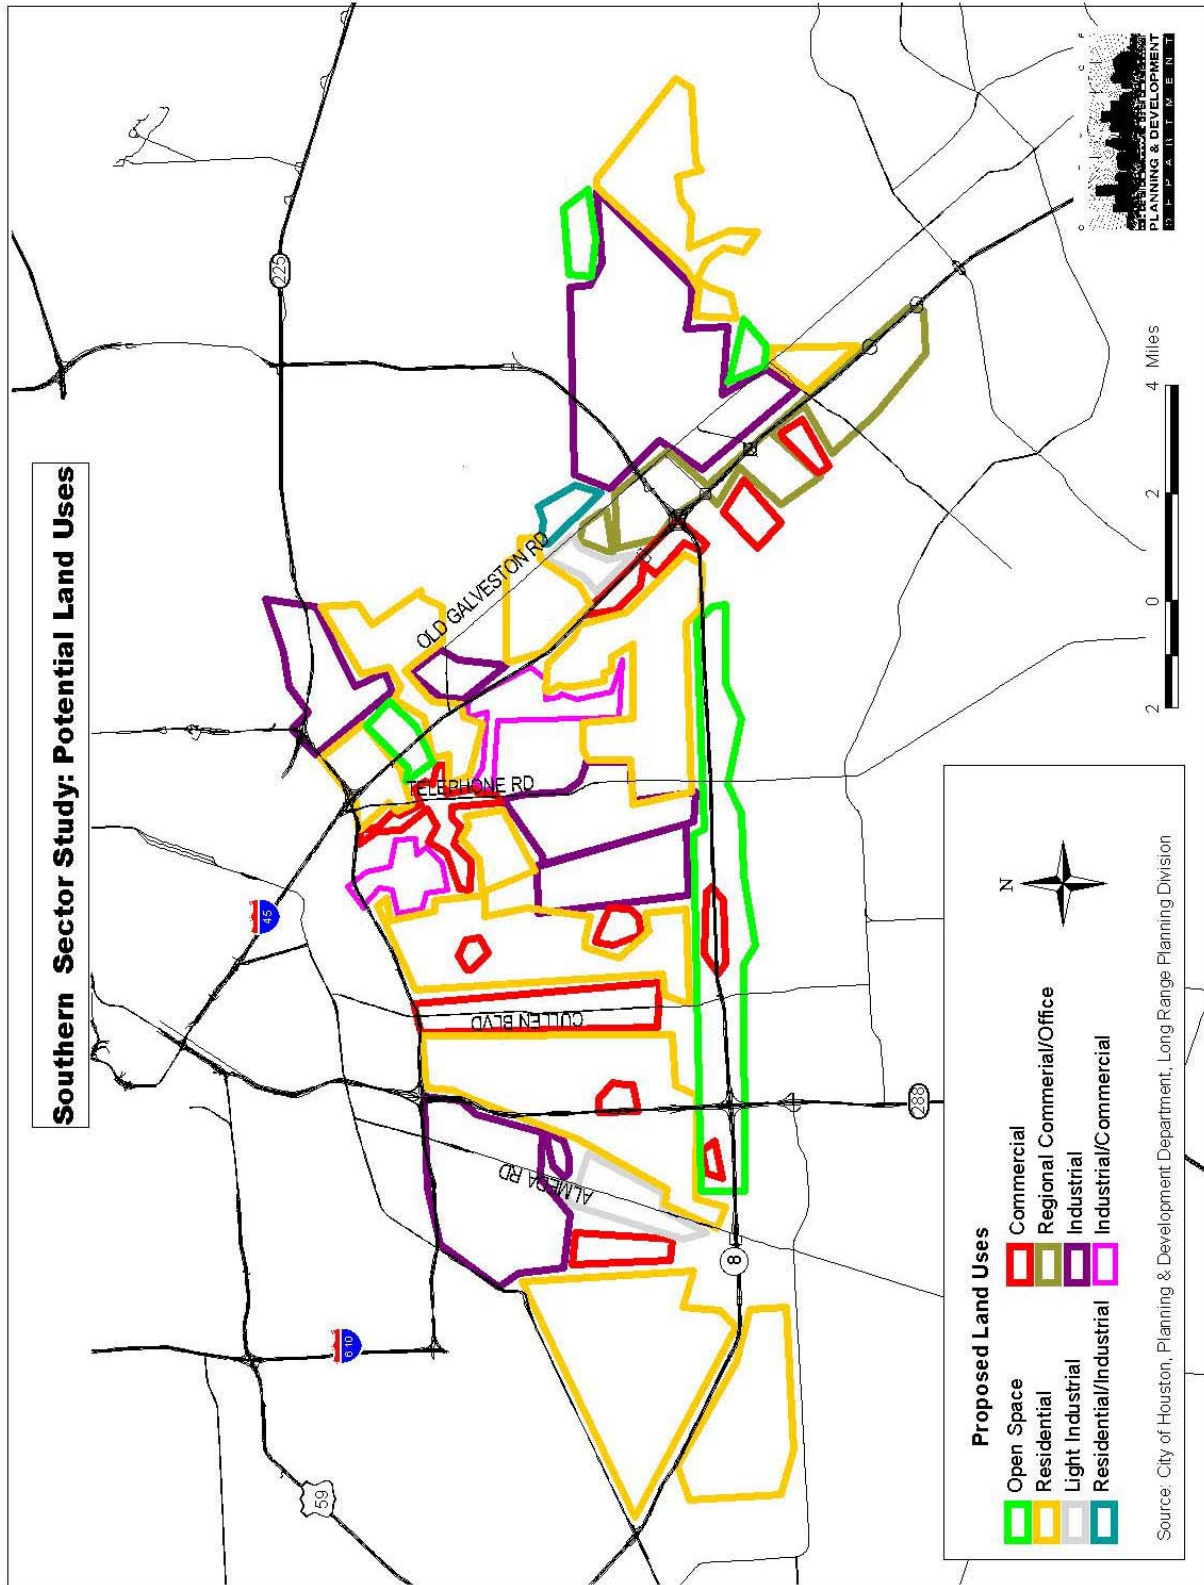 Southern Sector Study: Potential Land Uses
225
45
610
59
OLD GALVESTON RD
TELEPHONE RD
CULLEN BLVD
ALMEDA RD
8
288
N
Proposed Land Uses
Open Space
Residential
Light Industrial
Residential/Industrial
Commercial
Regional Commercial/Office
Industrial
Industrial/Commercial
Source: City of Houston, Planning & Development Department, Long Range Planning Division
2 0 2 4 Miles
PLANNING & DEVELOPMENT
DEPARTMENT